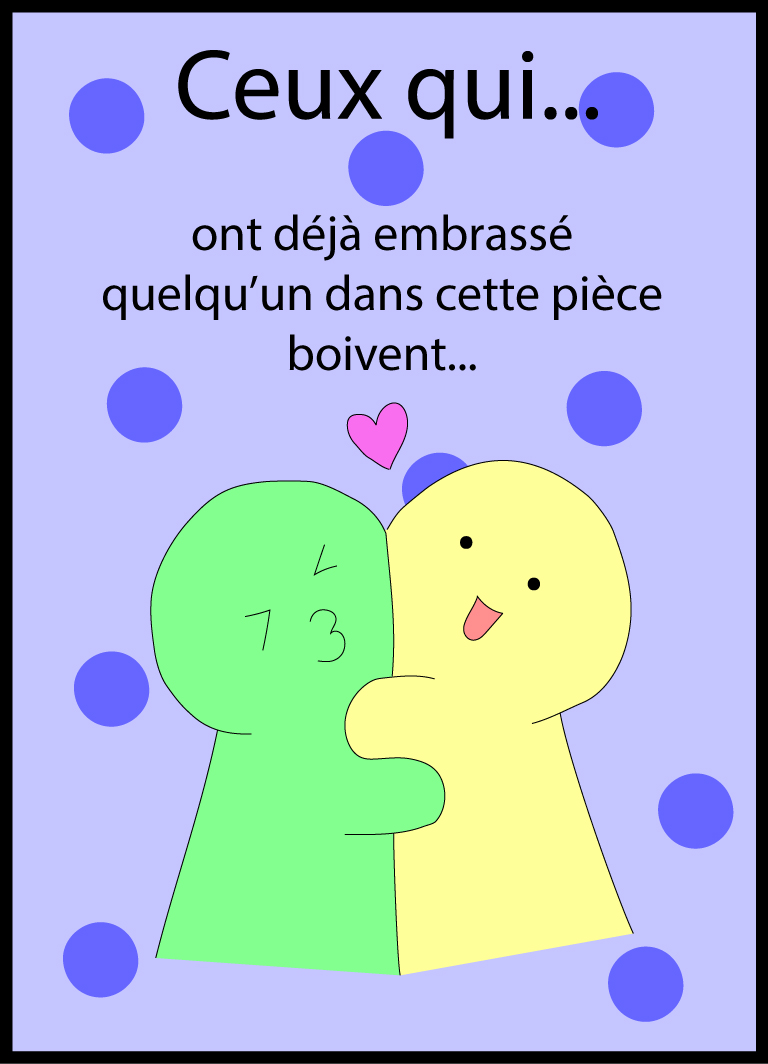 Ceux qui...
ont déjà embrassé
quelqu’un dans cette pièce
boivent...